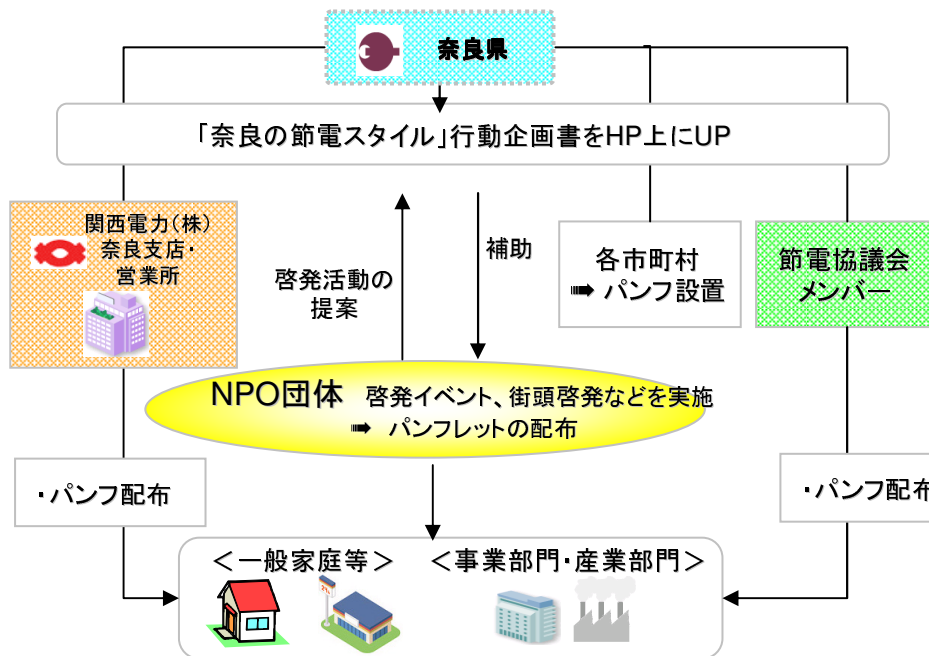 奈良県
「奈良の節電スタイル」行動企画書をHP上にUP
関西電力(株)
奈良支店・
営業所
啓発活動の
提案
補助
各市町村
➠ パンフ設置
節電協議会
メンバー
NPO団体 啓発イベント、街頭啓発などを実施
➠ パンフレットの配布
・パンフ配布
・パンフ配布
＜一般家庭等＞ ＜事業部門・産業部門＞